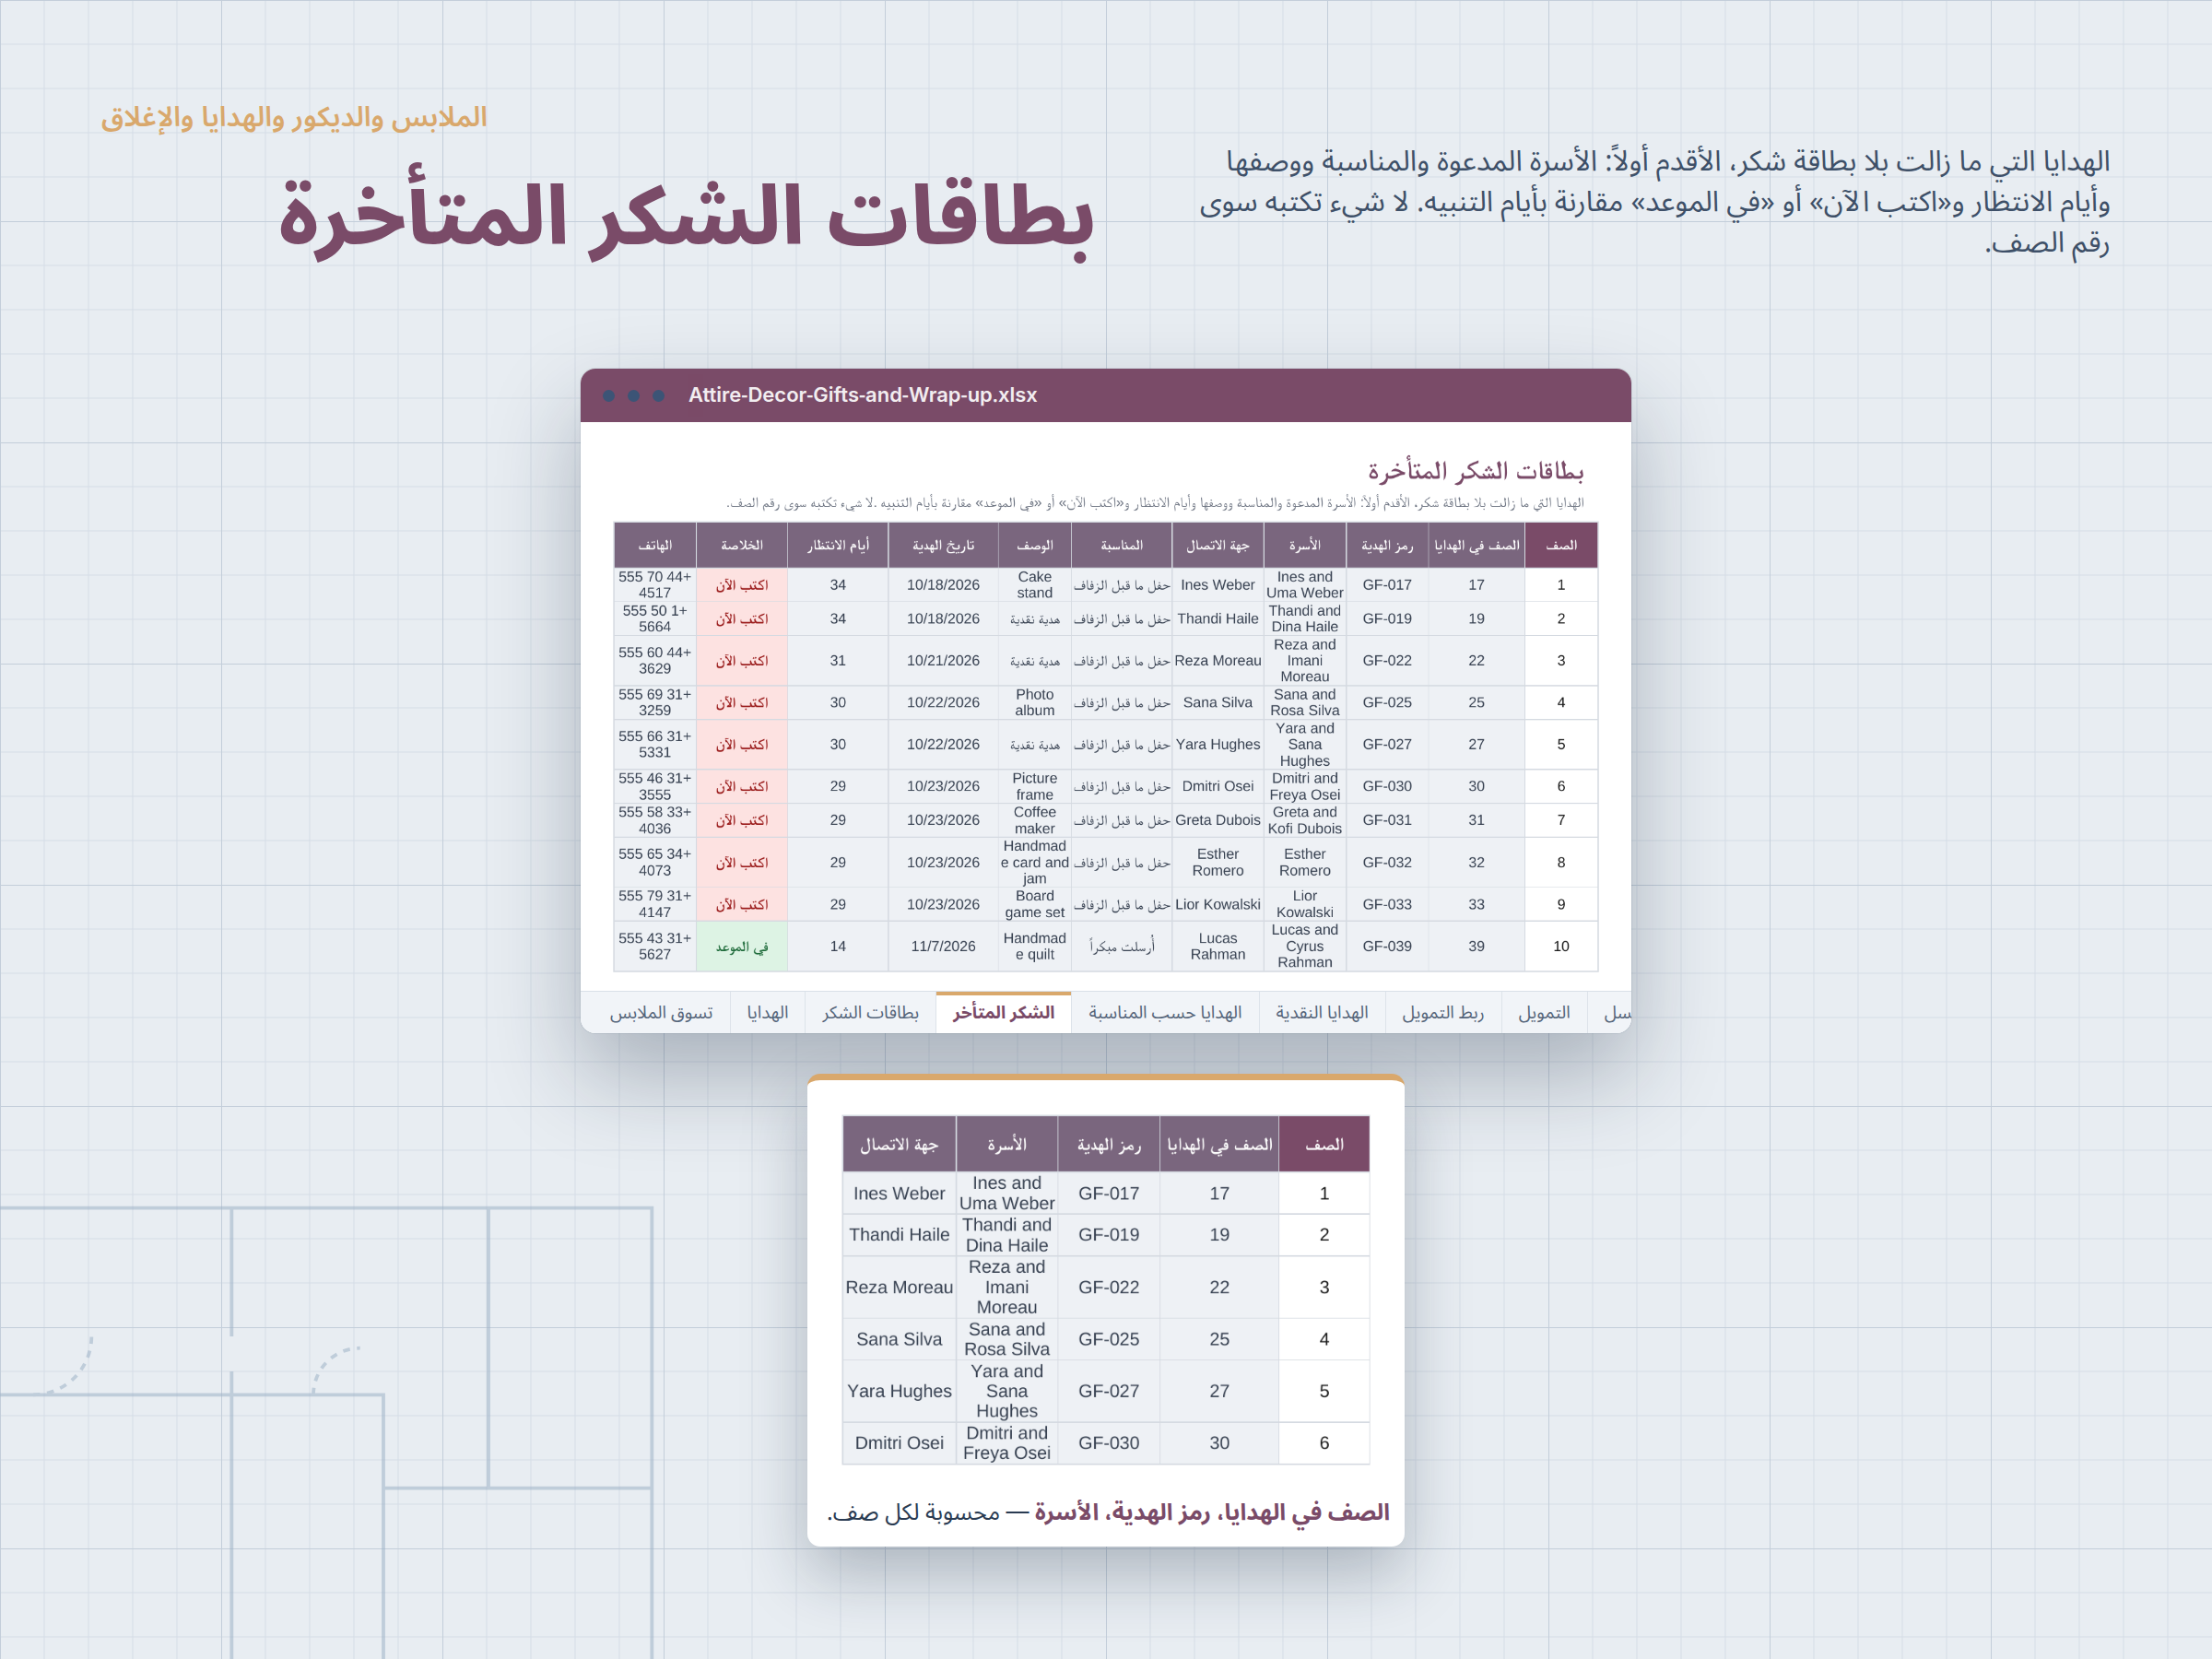 الملابس والديكور والهدايا والإغلاق
بطاقات الشكر المتأخرة
الهدايا التي ما زالت بلا بطاقة شكر، الأقدم أولاً: الأسرة المدعوة والمناسبة ووصفها
وأيام الانتظار و«اكتب الآن» أو «في الموعد» مقارنة بأيام التنبيه. لا شيء تكتبه سوى
رقم الصف.
Attire-Decor-Gifts-and-Wrap-up.xlsx
بطاقات الشكر المتأخرة
الهدايا التي ما زالت بلا بطاقة شكر، الأقدم أولاً: الأسرة المدعوة والمناسبة ووصفها وأيام الانتظار و«اكتب الآن» أو «في الموعد» مقارنة بأيام التنبيه. لا شيء تكتبه سوى رقم الصف.
الصف الصف في الهدايا رمز الهدية الأسرة جهة الاتصال المناسبة الوصف تاريخ الهدية أيام الانتظار الخلاصة الهاتف
1 17 GF-017 Ines and Uma Weber Ines Weber حفل ما قبل الزفاف Cake stand 10/18/2026 34 اكتب الآن +44 70 555 4517
2 19 GF-019 Thandi and Dina Haile Thandi Haile حفل ما قبل الزفاف هدية نقدية 10/18/2026 34 اكتب الآن +1 50 555 5664
3 22 GF-022 Reza and Imani Moreau Reza Moreau حفل ما قبل الزفاف هدية نقدية 10/21/2026 31 اكتب الآن +44 60 555 3629
4 25 GF-025 Sana and Rosa Silva Sana Silva حفل ما قبل الزفاف Photo album 10/22/2026 30 اكتب الآن +31 69 555 3259
5 27 GF-027 Yara and Sana Hughes Yara Hughes حفل ما قبل الزفاف هدية نقدية 10/22/2026 30 اكتب الآن +31 66 555 5331
6 30 GF-030 Dmitri and Freya Osei Dmitri Osei حفل ما قبل الزفاف Picture frame 10/23/2026 29 اكتب الآن +31 46 555 3555
7 31 GF-031 Greta and Kofi Dubois Greta Dubois حفل ما قبل الزفاف Coffee maker 10/23/2026 29 اكتب الآن +33 58 555 4036
8 32 GF-032 Esther Romero Esther Romero حفل ما قبل الزفاف Handmade card and jam 10/23/2026 29 اكتب الآن +34 65 555 4073
9 33 GF-033 Lior Kowalski Lior Kowalski حفل ما قبل الزفاف Board game set 10/23/2026 29 اكتب الآن +31 79 555 4147
10 39 GF-039 Lucas and Cyrus Rahman Lucas Rahman أرسلت مبكراً Handmade quilt 11/7/2026 14 في الموعد +31 43 555 5627
تسوق الملابس الهدايا بطاقات الشكر الشكر المتأخر الهدايا حسب المناسبة الهدايا النقدية ربط التمويل التمويل
الصف الصف في الهدايا رمز الهدية الأسرة جهة الاتصال
1 17 GF-017 Ines and Uma Weber Ines Weber
2 19 GF-019 Thandi and Dina Haile Thandi Haile
3 22 GF-022 Reza and Imani Moreau Reza Moreau
4 25 GF-025 Sana and Rosa Silva Sana Silva
5 27 GF-027 Yara and Sana Hughes Yara Hughes
6 30 GF-030 Dmitri and Freya Osei Dmitri Osei
الصف في الهدايا، رمز الهدية، الأسرة — محسوبة لكل صف.